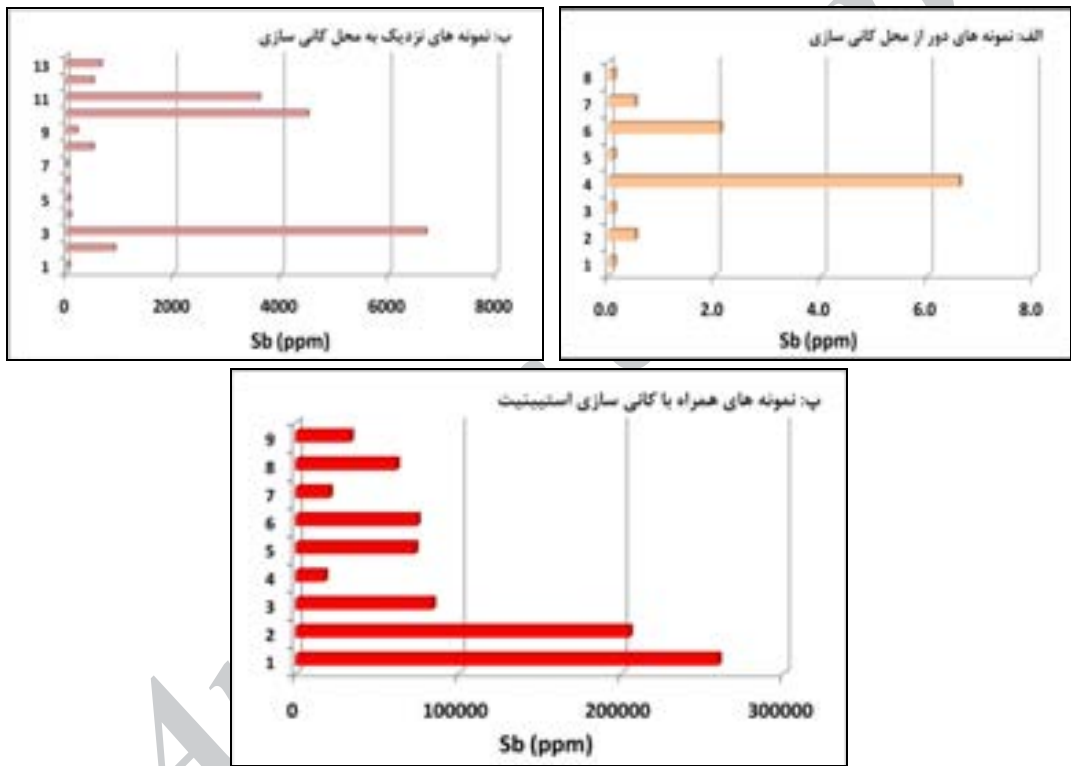 الف: نمونه های دور از محل کانی سازی
8
7
6
5
4
3
2
1
0.0 2.0 4.0 6.0 8.0
Sb (ppm)
ب: نمونه های نزدیک به محل کانی سازی
13
11
9
7
5
3
1
0 2000 4000 6000 8000
Sb (ppm)
پ: نمونه های همراه با کانی سازی استیبنیت
9
8
7
6
5
4
3
2
1
0 100000 200000 300000
Sb (ppm)